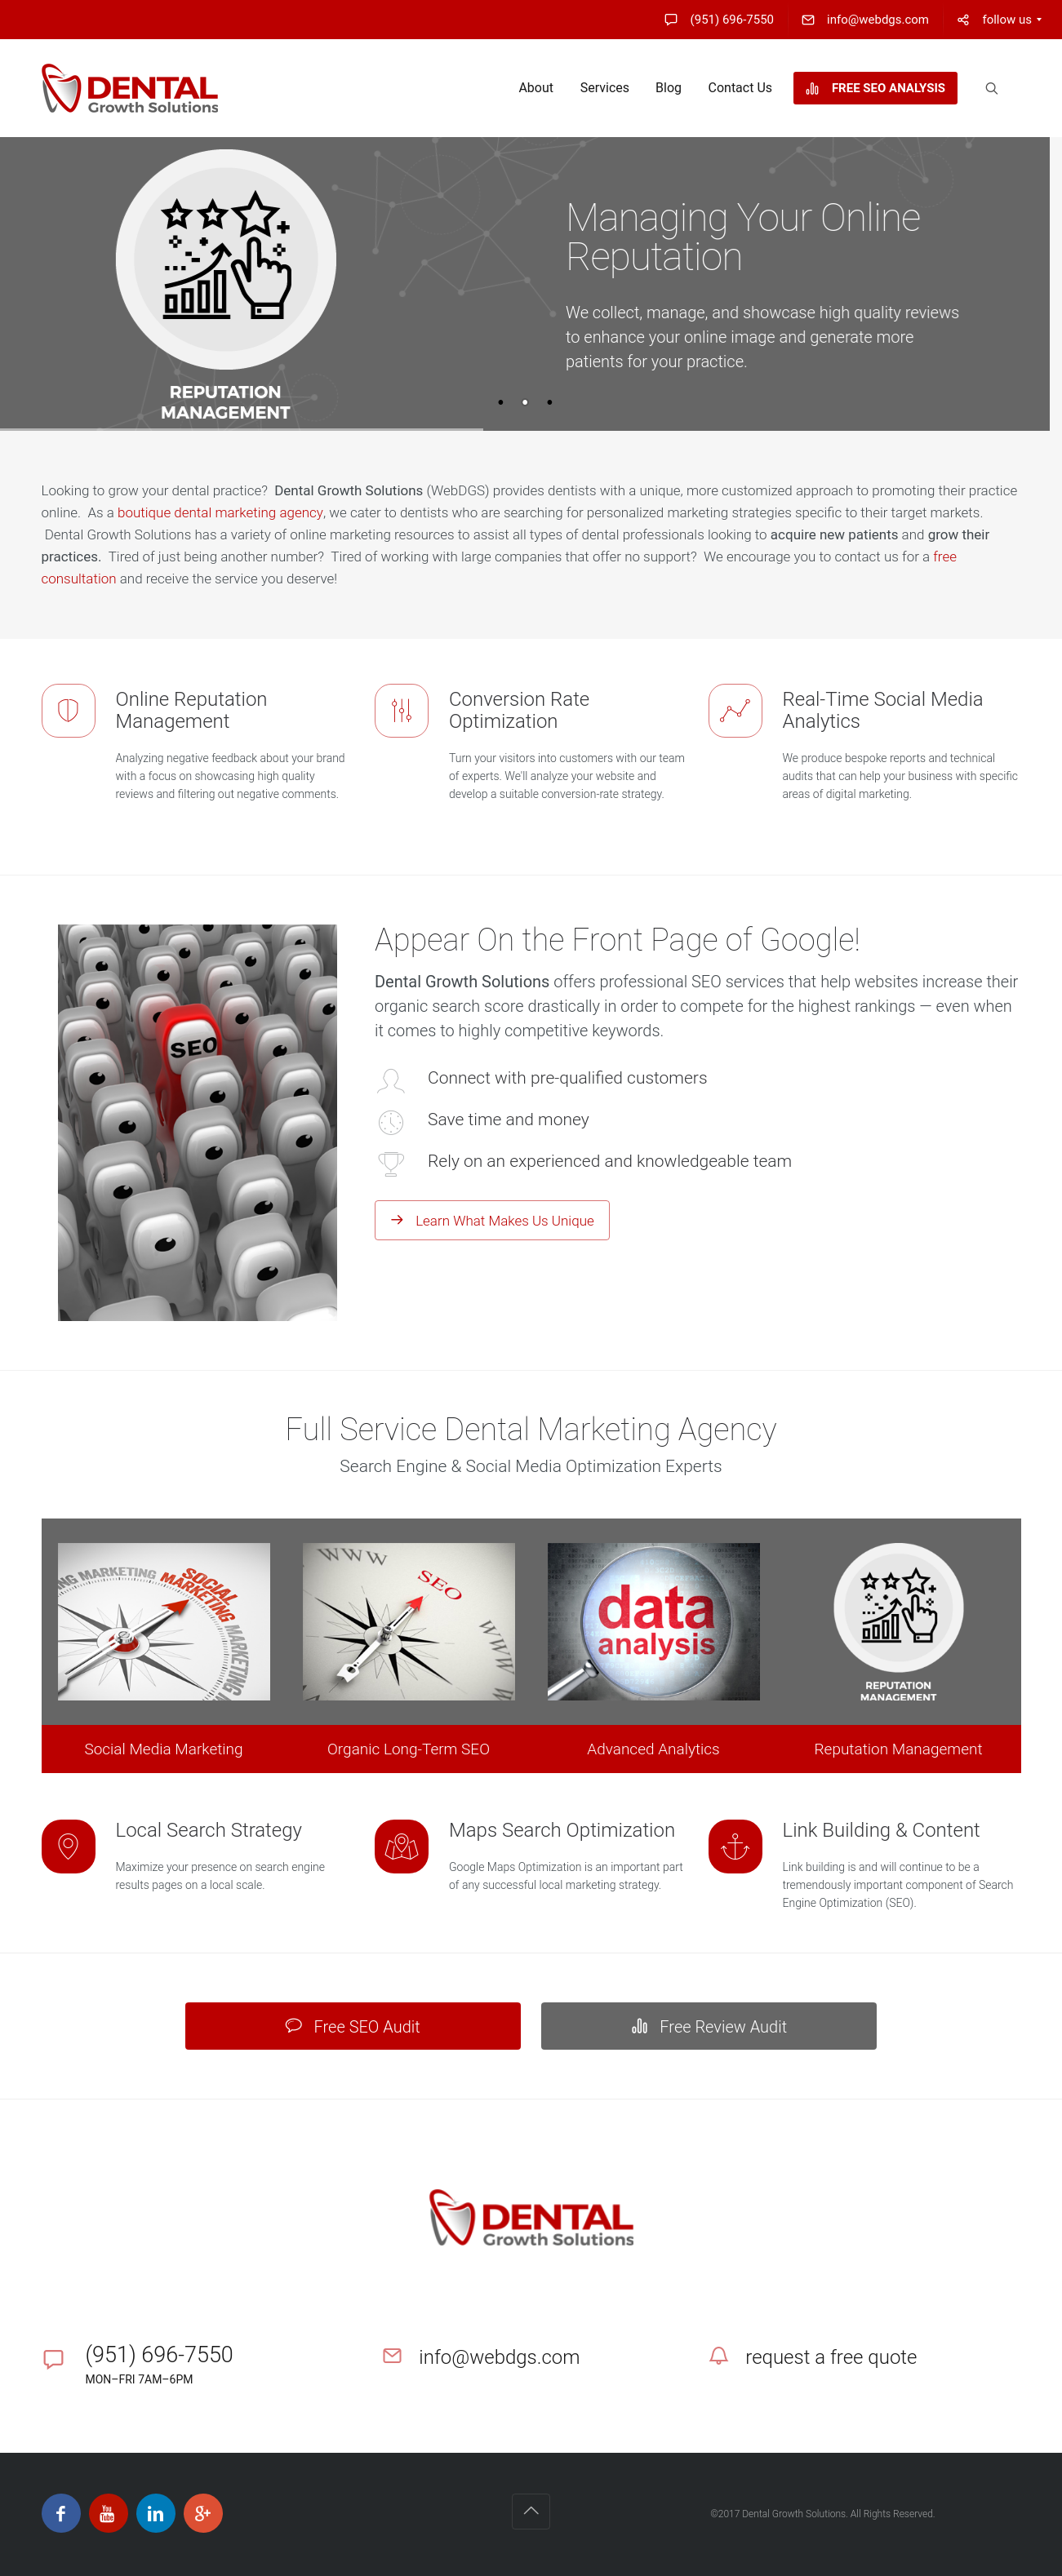 (951) 696-7550
info@webdgs.com
follow us
DENTAL
Growth Solutions
About
Services
Blog
Contact Us
FREE SEO ANALYSIS
REPUTATION
MANAGEMENT
Managing Your Online
Reputation
We collect, manage, and showcase high quality reviews
to enhance your online image and generate more
patients for your practice.
Looking to grow your dental practice?  Dental Growth Solutions (WebDGS) provides dentists with a unique, more customized approach to promoting their practice
online.  As a boutique dental marketing agency, we cater to dentists who are searching for personalized marketing strategies specific to their target markets.
Dental Growth Solutions has a variety of online marketing resources to assist all types of dental professionals looking to acquire new patients and grow their
practices.  Tired of just being another number?  Tired of working with large companies that offer no support?  We encourage you to contact us for a free
consultation and receive the service you deserve!
Online Reputation
Management
Analyzing negative feedback about your brand
with a focus on showcasing high quality
reviews and filtering out negative comments.
Conversion Rate
Optimization
Turn your visitors into customers with our team
of experts. We'll analyze your website and
develop a suitable conversion-rate strategy.
Real-Time Social Media
Analytics
We produce bespoke reports and technical
audits that can help your business with specific
areas of digital marketing.
SEO
Appear On the Front Page of Google!
Dental Growth Solutions offers professional SEO services that help websites increase their
organic search score drastically in order to compete for the highest rankings — even when
it comes to highly competitive keywords.
Connect with pre-qualified customers
Save time and money
Rely on an experienced and knowledgeable team
Learn What Makes Us Unique
Full Service Dental Marketing Agency
Search Engine & Social Media Optimization Experts
MARKETING MARKETING
SOCIAL
MARKETING
MARKETING
WWW
SEO
WWW
data
analysis
REPUTATION
MANAGEMENT
Social Media Marketing
Organic Long-Term SEO
Advanced Analytics
Reputation Management
Local Search Strategy
Maximize your presence on search engine
results pages on a local scale.
Maps Search Optimization
Google Maps Optimization is an important part
of any successful local marketing strategy.
Link Building & Content
Link building is and will continue to be a
tremendously important component of Search
Engine Optimization (SEO).
Free SEO Audit
Free Review Audit
DENTAL
Growth Solutions
(951) 696-7550
MON–FRI 7AM–6PM
info@webdgs.com
request a free quote
You
Tube
©2017 Dental Growth Solutions. All Rights Reserved.